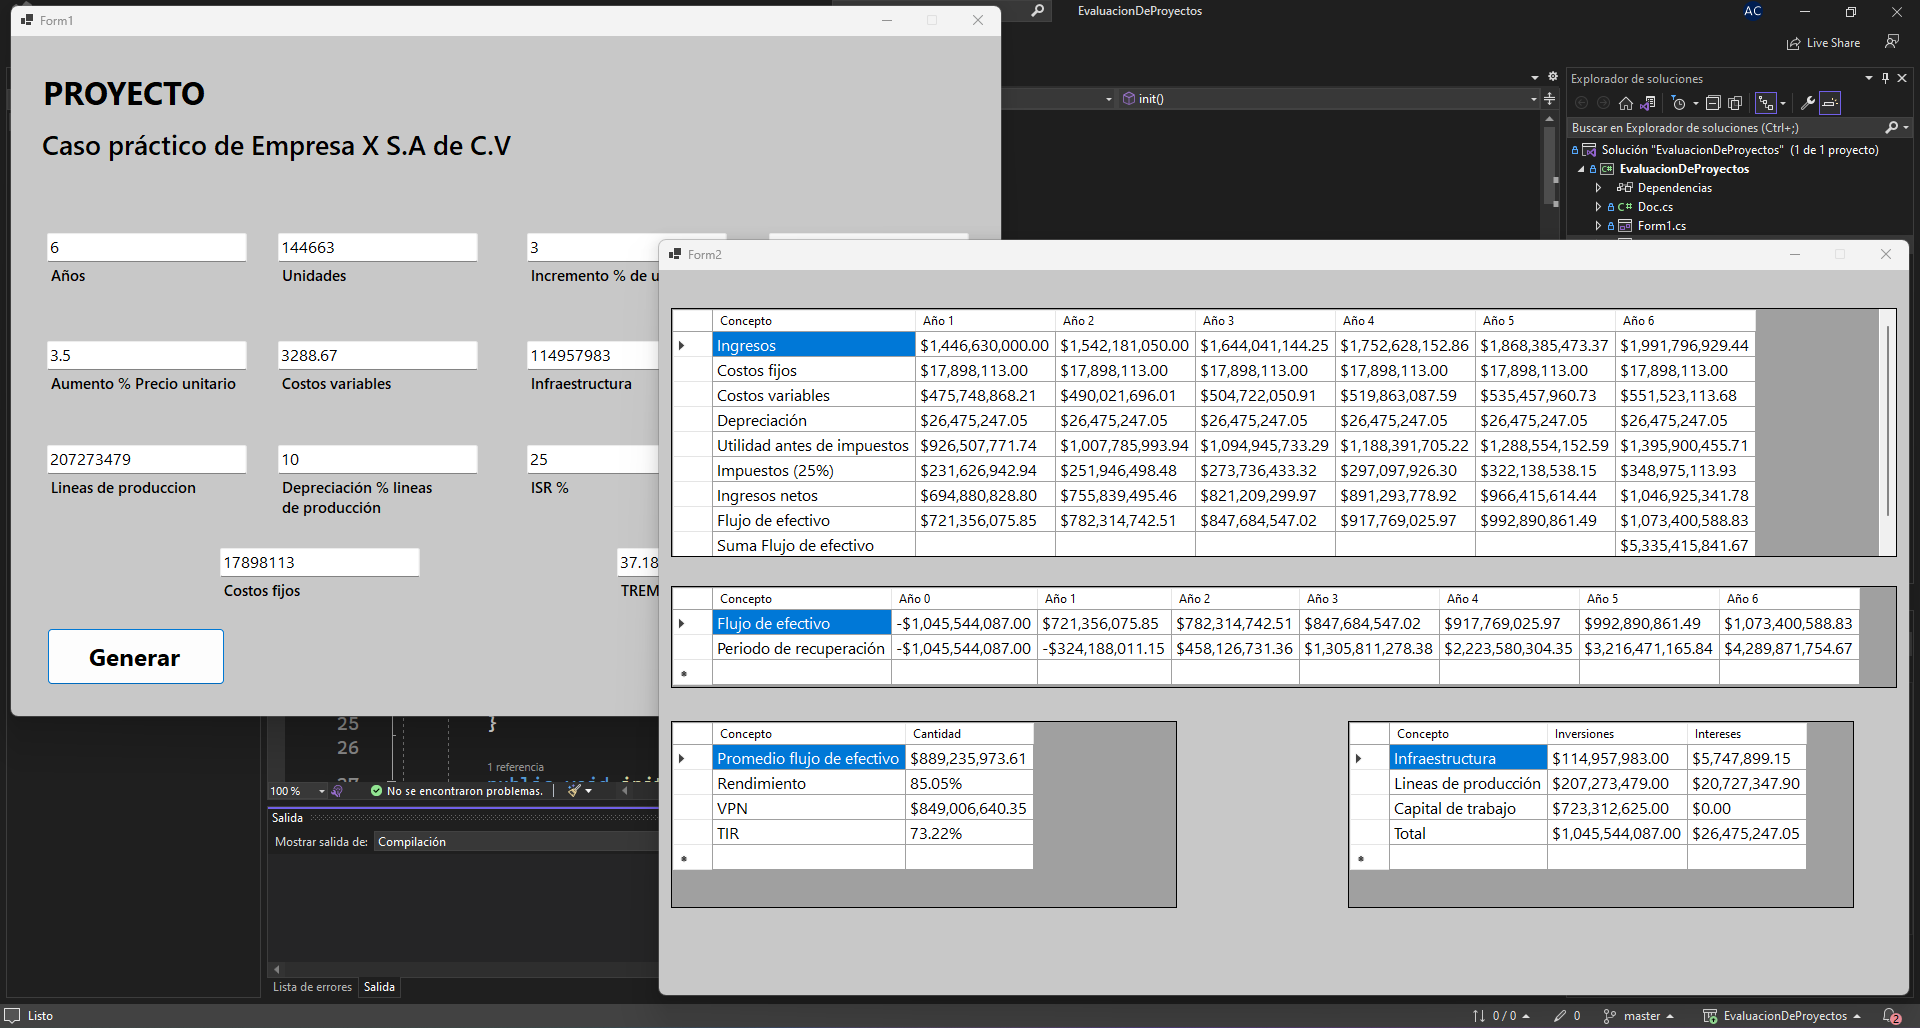 Form1
PROYECTO
Caso práctico de Empresa X S.A de C.V
6
Años
144663
Unidades
3
Incremento % de u
3.5
Aumento % Precio unitario
3288.67
Costos variables
114957983
Infraestructura
207273479
Lineas de produccion
10
Depreciación % lineas
de producción
25
ISR %
17898113
Costos fijos
37.18
TREM
Generar
EvaluacionDeProyectos
AC
Live Share
init()
Explorador de soluciones
Buscar en Explorador de soluciones (Ctrl+;)
Solución "EvaluacionDeProyectos" (1 de 1 proyecto)
C# EvaluacionDeProyectos
Dependencias
C# Doc.cs
Form1.cs
Form2
Concepto Año 1 Año 2 Año 3 Año 4 Año 5 Año 6
Ingresos $1,446,630,000.00 $1,542,181,050.00 $1,644,041,144.25 $1,752,628,152.86 $1,868,385,473.37 $1,991,796,929.44
Costos fijos $17,898,113.00 $17,898,113.00 $17,898,113.00 $17,898,113.00 $17,898,113.00 $17,898,113.00
Costos variables $475,748,868.21 $490,021,696.01 $504,722,050.91 $519,863,087.59 $535,457,960.73 $551,523,113.68
Depreciación $26,475,247.05 $26,475,247.05 $26,475,247.05 $26,475,247.05 $26,475,247.05 $26,475,247.05
Utilidad antes de impuestos $926,507,771.74 $1,007,785,993.94 $1,094,945,733.29 $1,188,391,705.22 $1,288,554,152.59 $1,395,900,455.71
Impuestos (25%) $231,626,942.94 $251,946,498.48 $273,736,433.32 $297,097,926.30 $322,138,538.15 $348,975,113.93
Ingresos netos $694,880,828.80 $755,839,495.46 $821,209,299.97 $891,293,778.92 $966,415,614.44 $1,046,925,341.78
Flujo de efectivo $721,356,075.85 $782,314,742.51 $847,684,547.02 $917,769,025.97 $992,890,861.49 $1,073,400,588.83
Suma Flujo de efectivo $5,335,415,841.67
Concepto Año 0 Año 1 Año 2 Año 3 Año 4 Año 5 Año 6
Flujo de efectivo -$1,045,544,087.00 $721,356,075.85 $782,314,742.51 $847,684,547.02 $917,769,025.97 $992,890,861.49 $1,073,400,588.83
Periodo de recuperación -$1,045,544,087.00 -$324,188,011.15 $458,126,731.36 $1,305,811,278.38 $2,223,580,304.35 $3,216,471,165.84 $4,289,871,754.67
Concepto Cantidad
Promedio flujo de efectivo $889,235,973.61
Rendimiento 85.05%
VPN $849,006,640.35
TIR 73.22%
Concepto Inversiones Intereses
Infraestructura $114,957,983.00 $5,747,899.15
Lineas de producción $207,273,479.00 $20,727,347.90
Capital de trabajo $723,312,625.00 $0.00
Total $1,045,544,087.00 $26,475,247.05
25 }
26
1 referencia
27 public void init
100 %
No se encontraron problemas.
Salida
Mostrar salida de: Compilación
Lista de errores Salida
Listo
0 / 0
0
master
EvaluacionDeProyectos
2